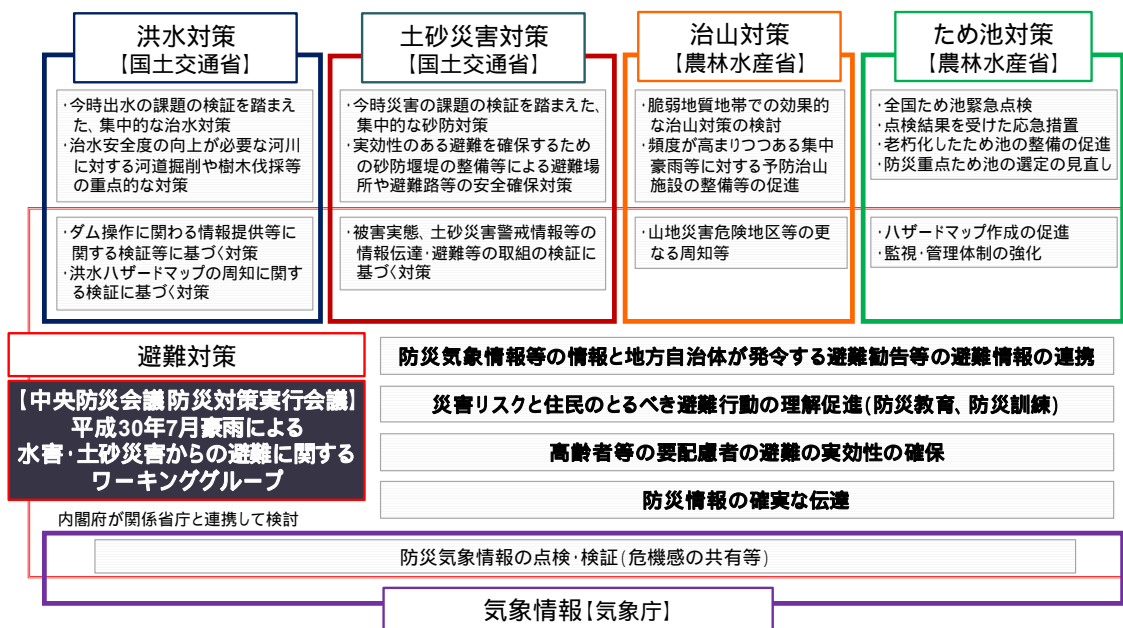 洪水対策
【国土交通省】
・今時出水の課題の検証を踏まえ
た、集中的な治水対策
・治水安全度の向上が必要な河川
に対する河道掘削や樹木伐採等
の重点的な対策
・ダム操作に関わる情報提供等に
関する検証等に基づく対策
・洪水ハザードマップの周知に関す
る検証に基づく対策
土砂災害対策
【国土交通省】
・今時災害の課題の検証を踏まえた、
集中的な砂防対策
・実効性のある避難を確保するため
の砂防堰堤の整備等による避難場
所や避難路等の安全確保対策
・被害実態、土砂災害警戒情報等の
情報伝達・避難等の取組の検証に
基づく対策
治山対策
【農林水産省】
・脆弱地質地帯での効果的
な治山対策の検討
・頻度が高まりつつある集中
豪雨等に対する予防治山
施設の整備等の促進
・山地災害危険地区等の更
なる周知等
ため池対策
【農林水産省】
・全国ため池緊急点検
・点検結果を受けた応急措置
・老朽化したため池の整備の促進
・防災重点ため池の選定の見直し
・ハザードマップ作成の促進
・監視・管理体制の強化
避難対策
【中央防災会議 防災対策実行会議】
平成30年7月豪雨による
水害・土砂災害からの避難に関する
ワーキンググループ
内閣府が関係省庁と連携して検討
防災気象情報等の情報と地方自治体が発令する避難勧告等の避難情報の連携
災害リスクと住民のとるべき避難行動の理解促進(防災教育、防災訓練)
高齢者等の要配慮者の避難の実効性の確保
防災情報の確実な伝達
防災気象情報の点検・検証(危機感の共有等)
気象情報【気象庁】